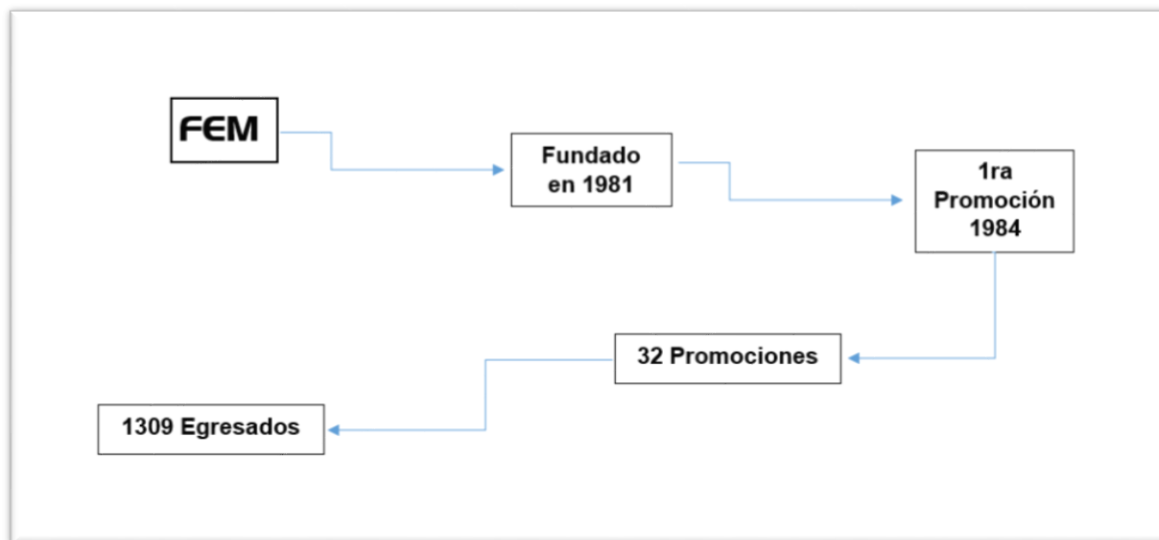 FEM
Fundado
en 1981
1ra
Promoción
1984
32 Promociones
1309 Egresados